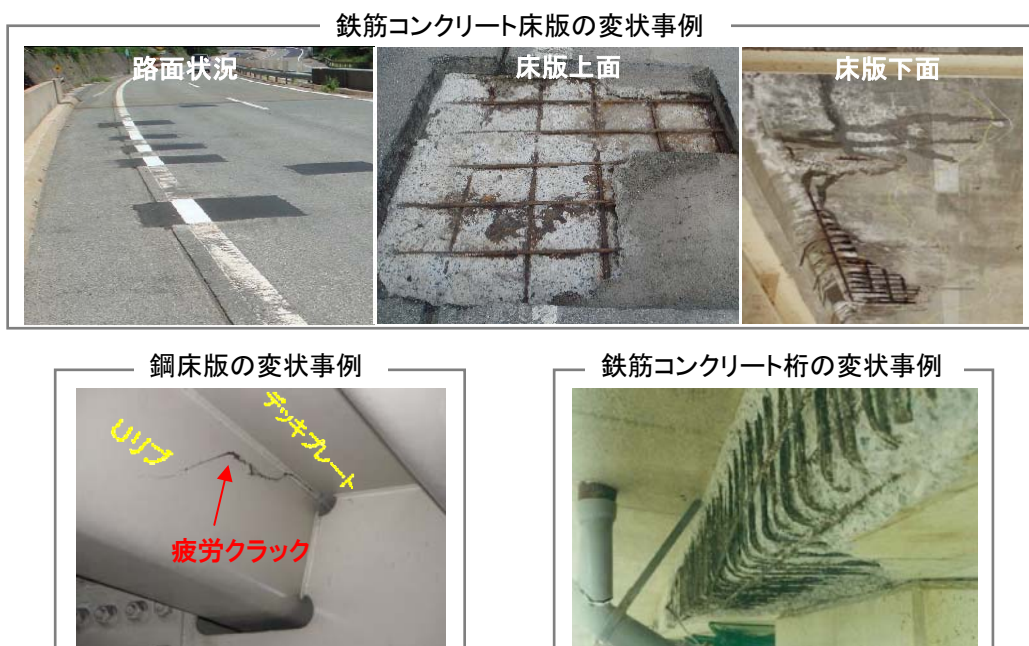 鉄筋コンクリート床版の変状事例
路面状況
床版上面
床版下面
鋼床版の変状事例
Uリブ
デッキプレート
疲労クラック
鉄筋コンクリート桁の変状事例